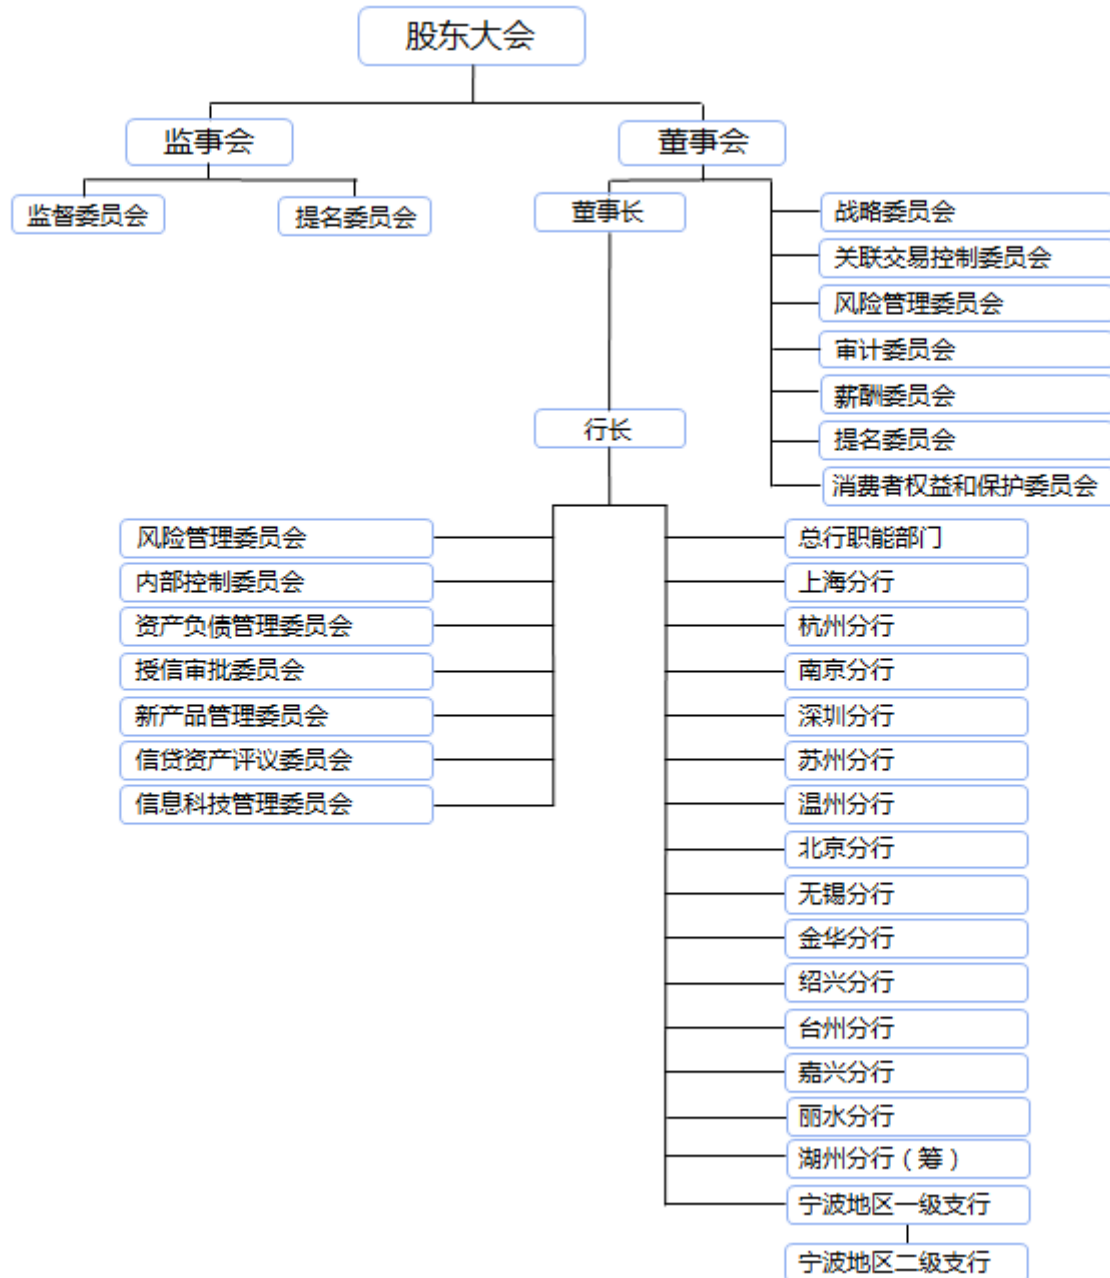 股东大会
监事会
董事会
监督委员会
提名委员会
董事长
战略委员会
关联交易控制委员会
风险管理委员会
审计委员会
薪酬委员会
提名委员会
消费者权益和保护委员会
行长
风险管理委员会
内部控制委员会
资产负债管理委员会
授信审批委员会
新产品管理委员会
信贷资产评议委员会
信息科技管理委员会
总行职能部门
上海分行
杭州分行
南京分行
深圳分行
苏州分行
温州分行
北京分行
无锡分行
金华分行
绍兴分行
台州分行
嘉兴分行
丽水分行
湖州分行（筹）
宁波地区一级支行
宁波地区二级支行